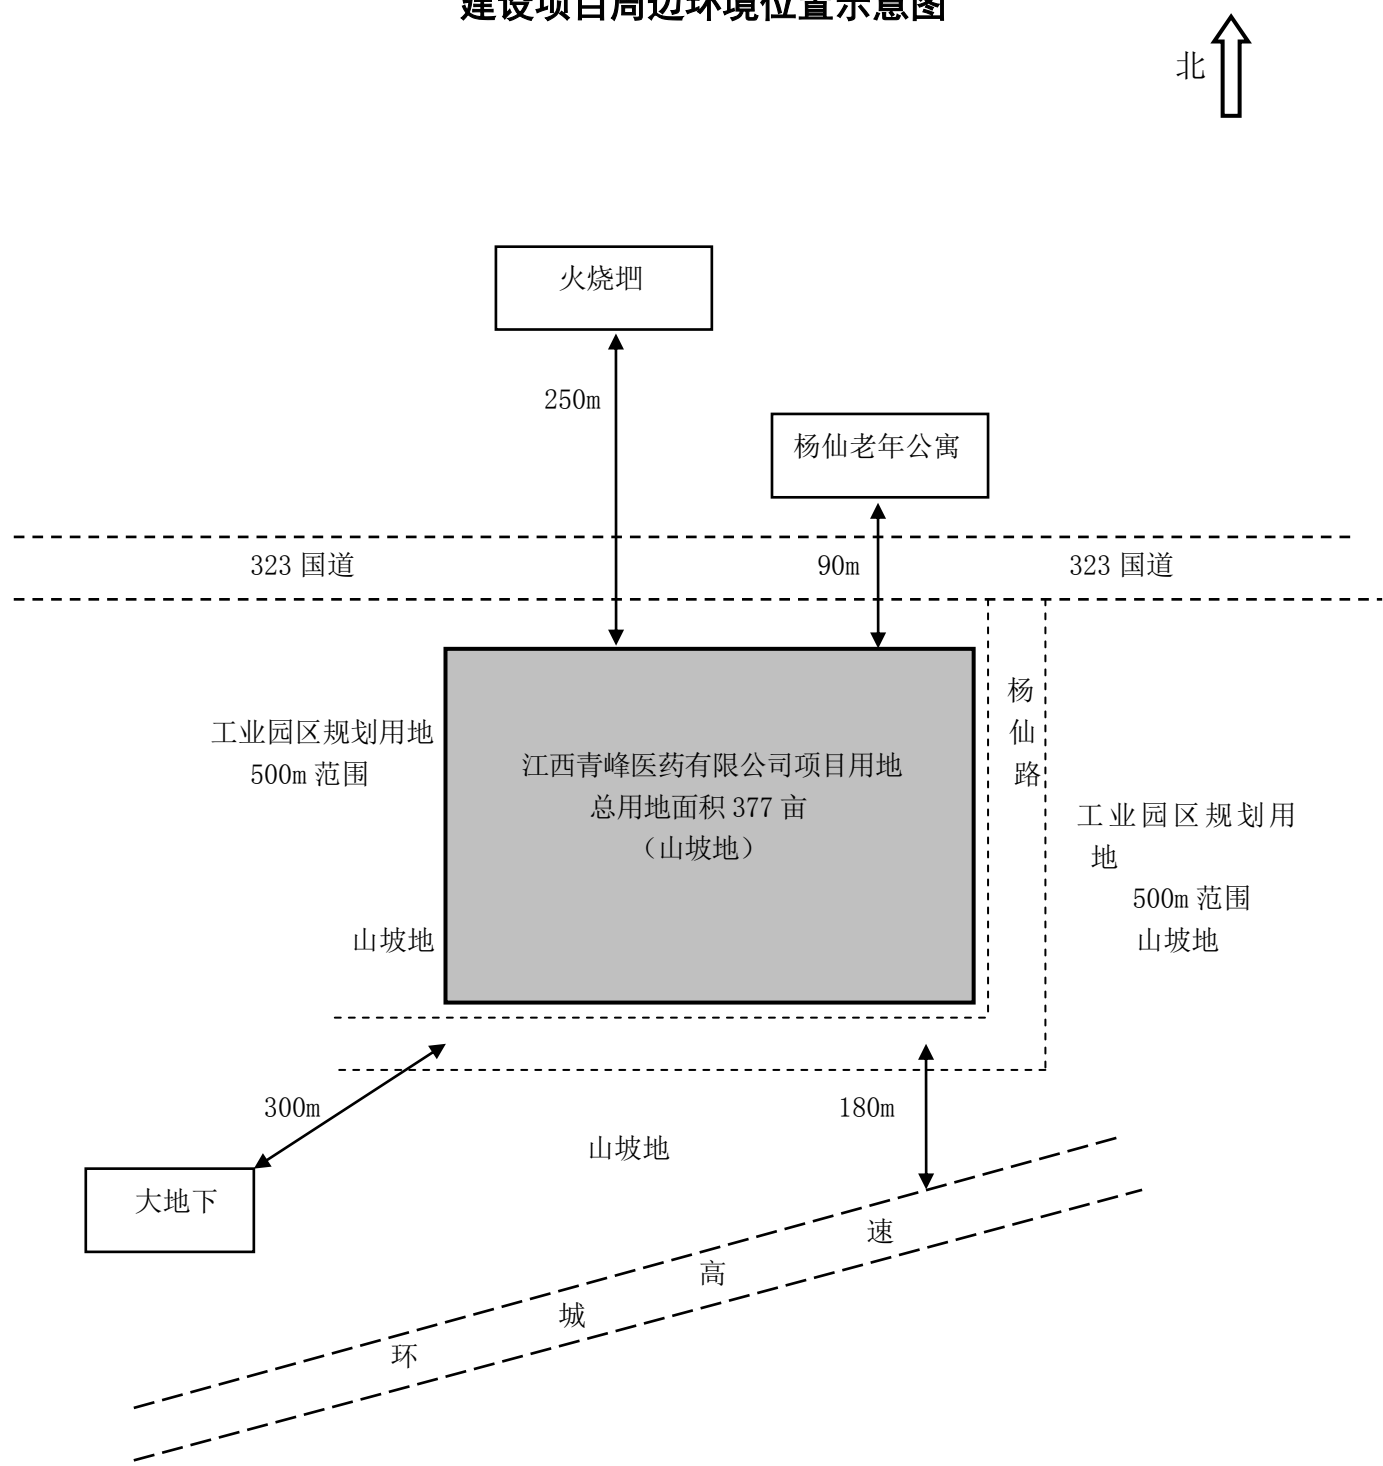 建设项目周边环境位置示意图
北
火烧垇
250m
杨仙老年公寓
323 国道
90m
323 国道
杨
仙
路
工业园区规划用地
500m 范围
江西青峰医药有限公司项目用地
总用地面积 377 亩
（山坡地）
工业园区规划用
地
500m 范围
山坡地
山坡地
300m
180m
山坡地
大地下
速
高
城
环